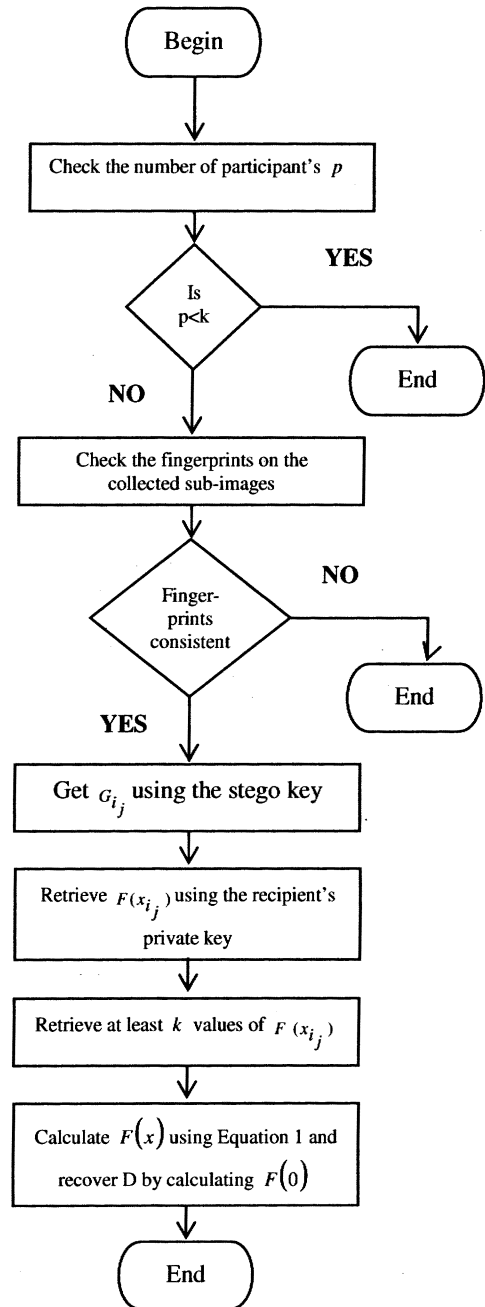 Begin
Check the number of participant's p
YES
Is
p<k
End
NO
Check the fingerprints on the
collected sub-images
NO
Finger-
prints
consistent
End
YES
Get G_{i_j} using the stego key
Retrieve F(x_{i_j}) using the recipient's
private key
Retrieve at least k values of F(x_{i_j})
Calculate F(x) using Equation 1 and
recover D by calculating F(0)
End